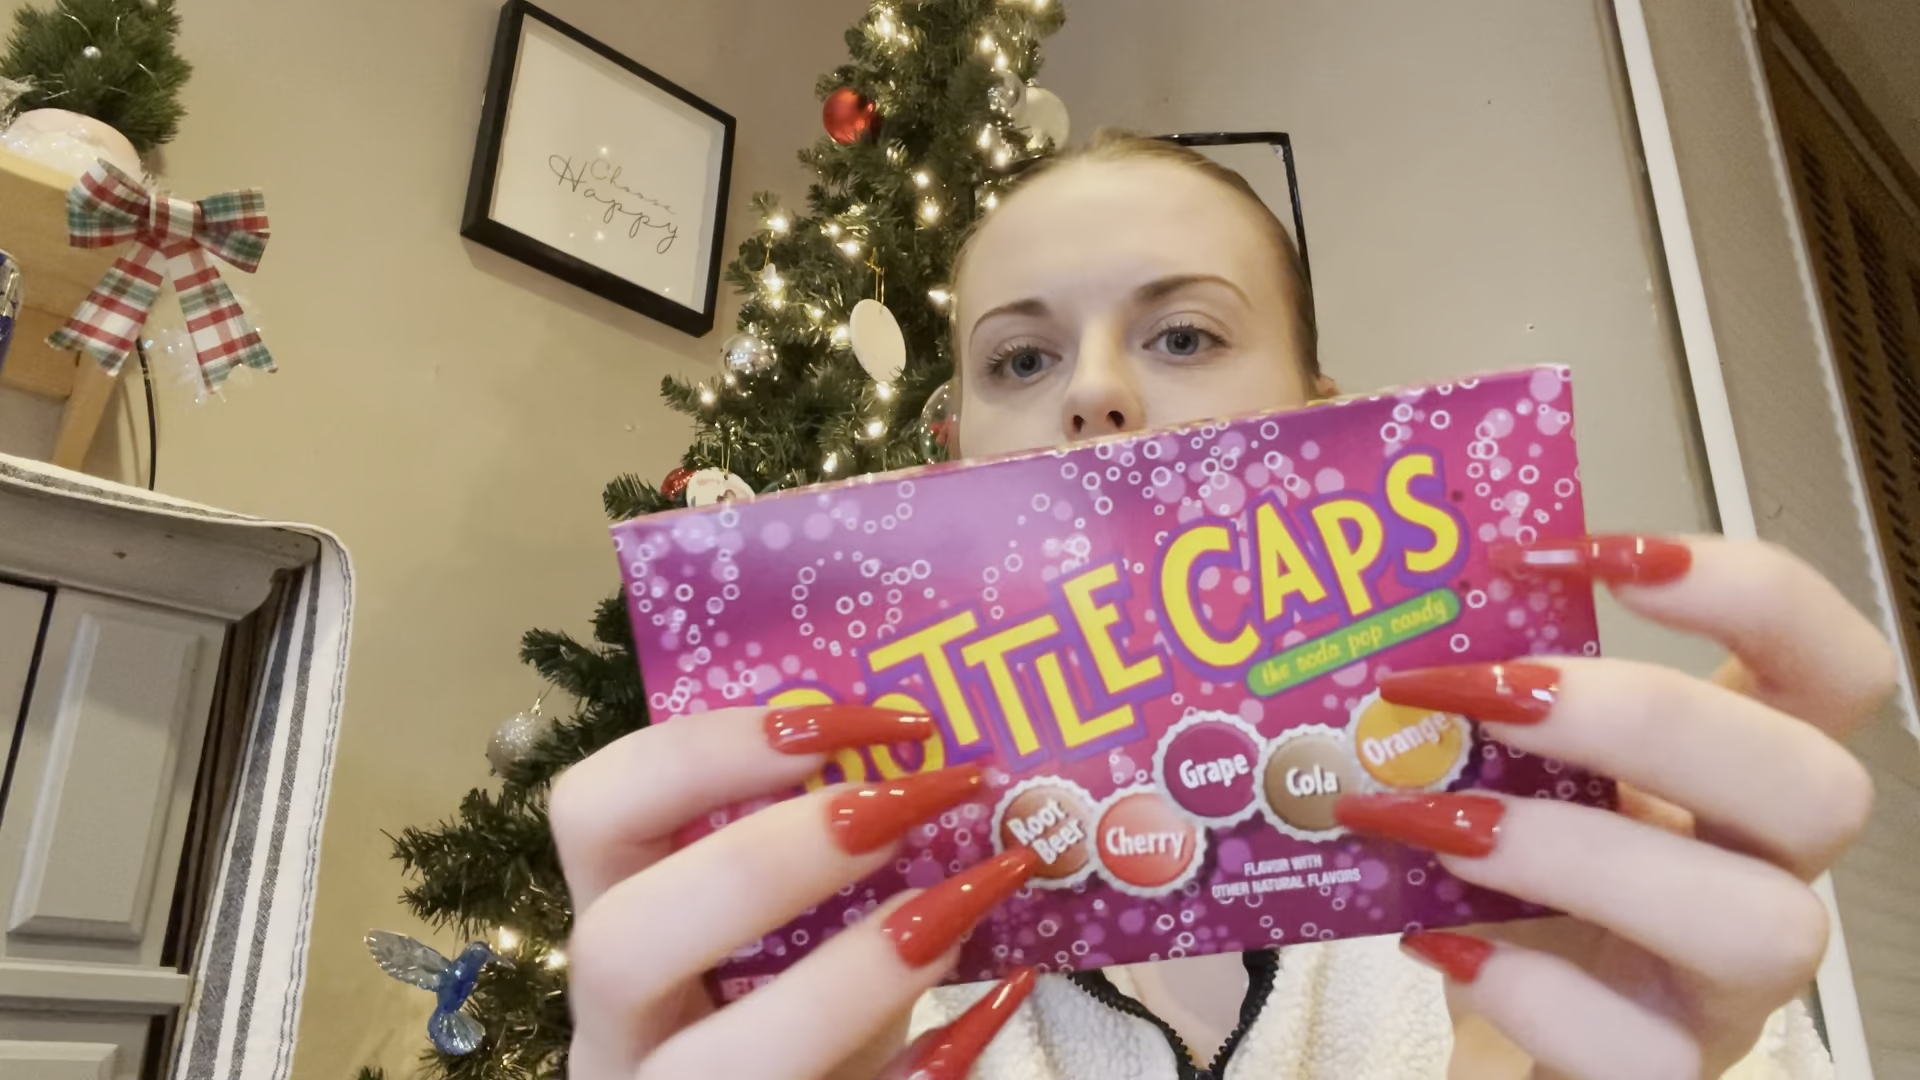 Choose
Happy
BOTTLE CAPS
the soda pop candy
Root
Beer
Cherry
Grape
Cola
Orange
FLAVOR WITH
OTHER NATURAL FLAVORS
NET